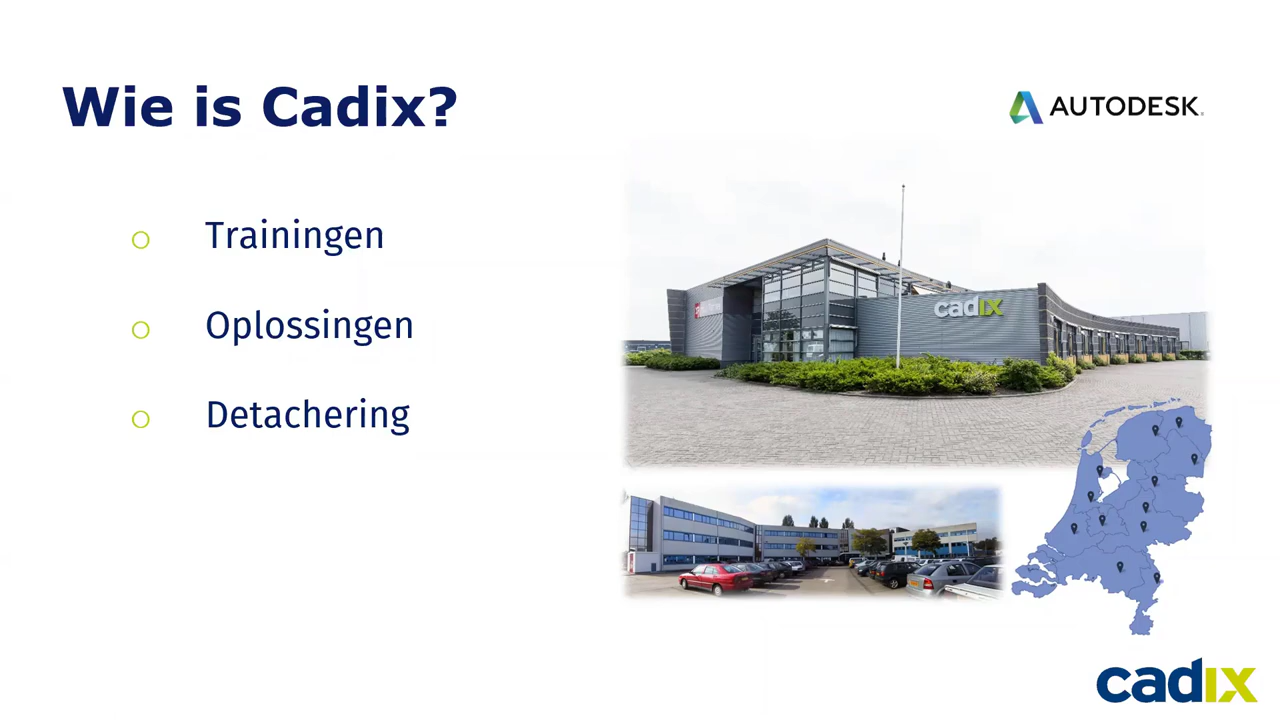 Wie is Cadix?
AUTODESK.
Trainingen
Oplossingen
Detachering
cadix
cadix